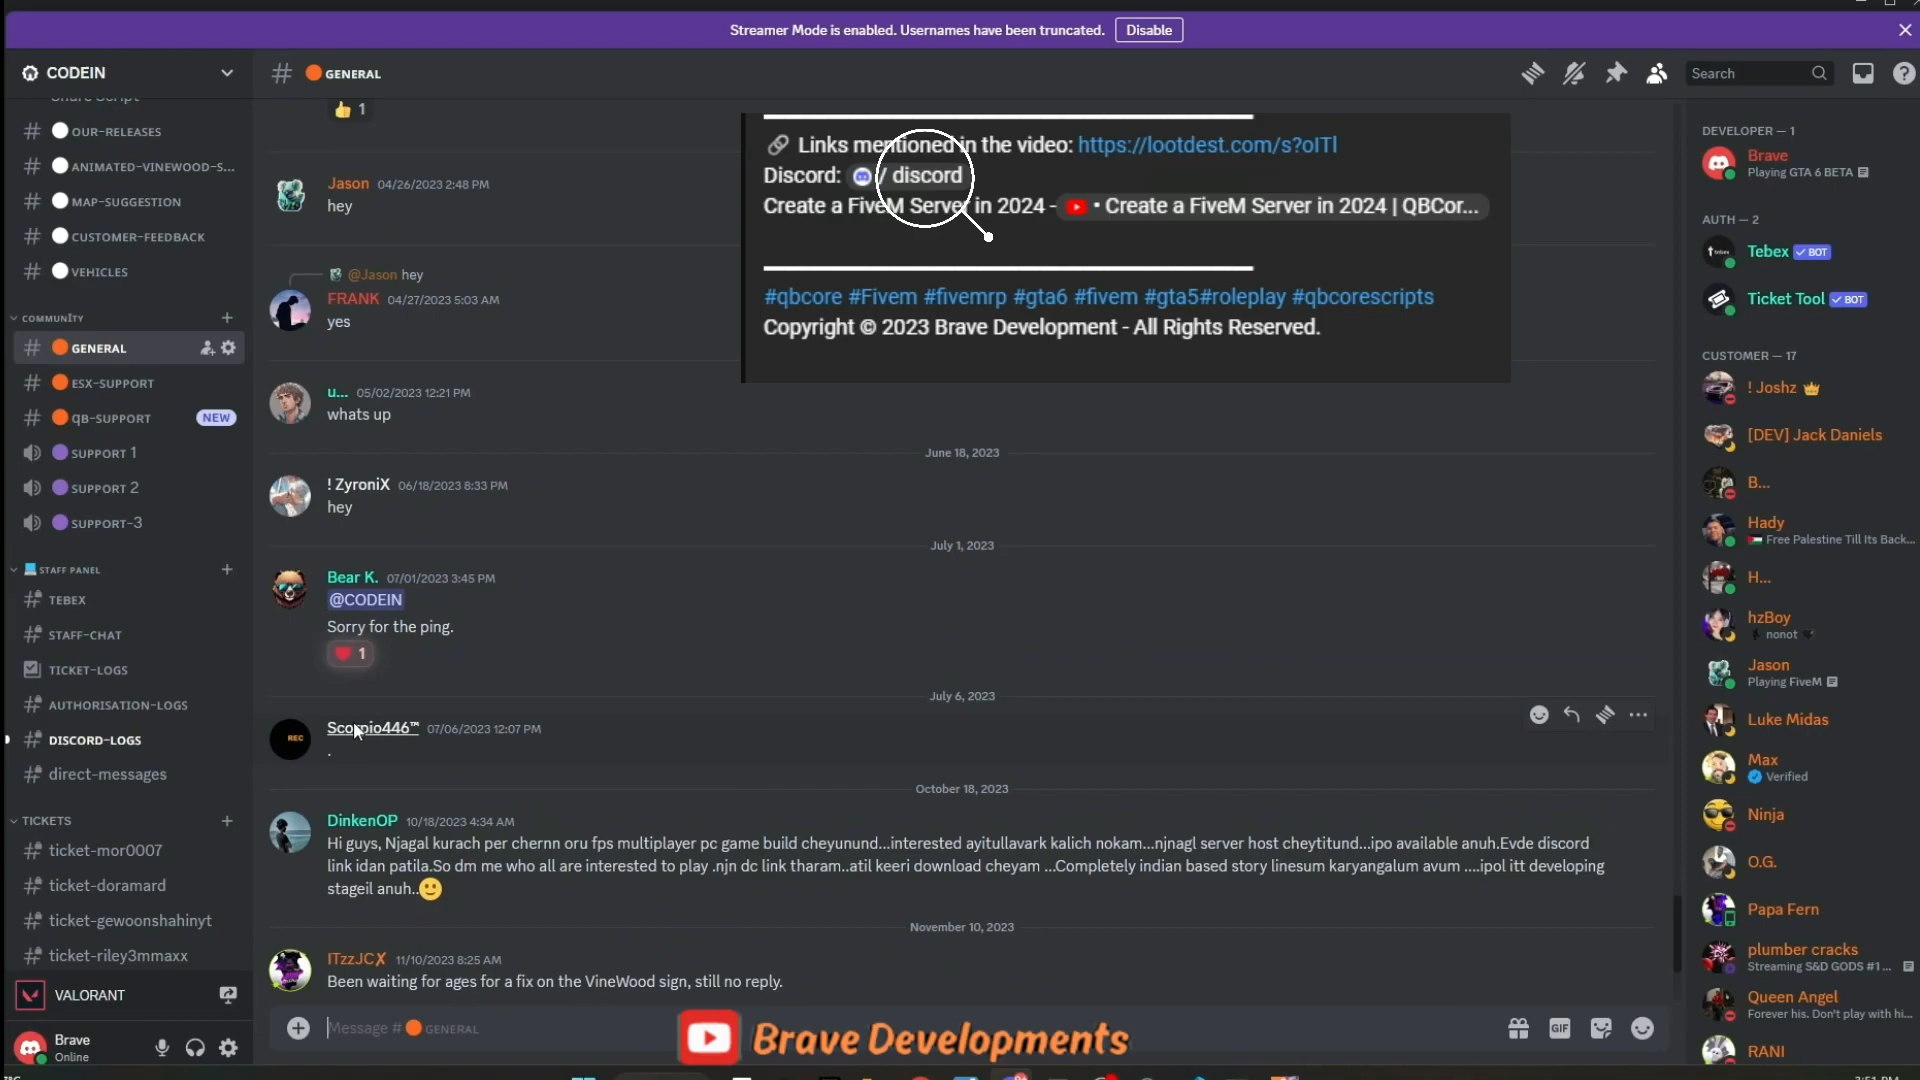 Streamer Mode is enabled. Usernames have been truncated. Disable
CODEIN
OUR-RELEASES
ANIMATED-VINEWOOD-S...
MAP-SUGGESTION
CUSTOMER-FEEDBACK
VEHICLES
COMMUNİTY
GENERAL
ESX-SUPPORT
QB-SUPPORT NEW
SUPPORT 1
SUPPORT 2
SUPPORT-3
STAFF PANEL
TEBEX
STAFF-CHAT
TICKET-LOGS
AUTHORISATION-LOGS
DISCORD-LOGS
direct-messages
TICKETS
ticket-mor0007
ticket-doramard
ticket-gewoonshahinyt
ticket-riley3mmaxx
VALORANT
Brave
Online
# GENERAL
Search
👍 1
Jason 04/26/2023 2:48 PM
hey
@Jason hey
FRANK 04/27/2023 5:03 AM
yes
u... 05/02/2023 12:21 PM
whats up
June 18, 2023
! ZyroniX 06/18/2023 8:33 PM
hey
July 1, 2023
Bear K. 07/01/2023 3:45 PM
@CODEIN
Sorry for the ping.
❤️ 1
July 6, 2023
REC
Scorpio446™ 07/06/2023 12:07 PM
.
October 18, 2023
DinkenOP 10/18/2023 4:34 AM
Hi guys, Njagal kurach per chernn oru fps multiplayer pc game build cheyunund...interested ayitullavark kalich nokam...njnagl server host cheytitund...ipo available anuh.Evde discord
link idan patila.So dm me who all are interested to play .njn dc link tharam..atil keeri download cheyam ...Completely indian based story linesum karyangalum avum ....ipol itt developing
stageil anuh..🙂
November 10, 2023
ITzzJC✗ 11/10/2023 8:25 AM
Been waiting for ages for a fix on the VineWood sign, still no reply.
Message # GENERAL
GIF
Brave Developments
🔗 Links mentioned in the video: https://lootdest.com/s?oITl
Discord: / discord
Create a FiveM Server in 2024 - • Create a FiveM Server in 2024 | QBCor...
#qbcore #Fivem #fivemrp #gta6 #fivem #gta5#roleplay #qbcorescripts
Copyright © 2023 Brave Development - All Rights Reserved.
DEVELOPER — 1
Brave
Playing GTA 6 BETA
AUTH — 2
Tebex ✓ BOT
Ticket Tool ✓ BOT
CUSTOMER — 17
! Joshz
[DEV] Jack Daniels
B...
Hady
Free Palestine Till Its Back...
H...
hzBoy
nonot
Jason
Playing FiveM
Luke Midas
Max
Verified
Ninja
O.G.
Papa Fern
plumber cracks
Streaming S&D GODS #1 ...
Queen Angel
Forever his. Don't play with hi...
RANI